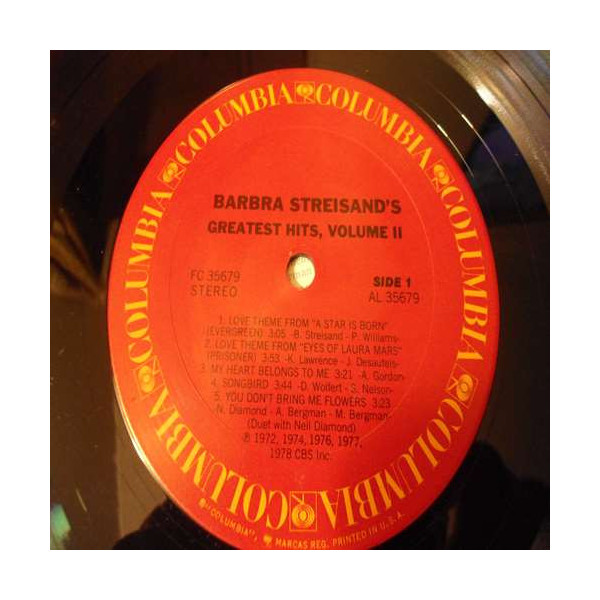 COLUMBIA COLUMBIA COLUMBIA COLUMBIA COLUMBIA COLUMBIA
BARBRA STREISAND'S
GREATEST HITS, VOLUME II
FC 35679
STEREO
SIDE 1
AL 35679
1. LOVE THEME FROM "A STAR IS BORN"
(EVERGREEN) 3:05 -B. Streisand - P. Williams-
2. LOVE THEME FROM "EYES OF LAURA MARS"
(PRISONER) 3:53 -K. Lawrence - J. Desautels-
3. MY HEART BELONGS TO ME 3:21 -A. Gordon-
4. SONGBIRD 3:44 -D. Wolfert - S. Nelson-
5. YOU DON'T BRING ME FLOWERS 3:23
-N. Diamond - A. Bergman - M. Bergman-
(Duet with Neil Diamond)
℗ 1972, 1974, 1976, 1977,
1978 CBS Inc.
"COLUMBIA", MARCAS REG. PRINTED IN U.S.A.